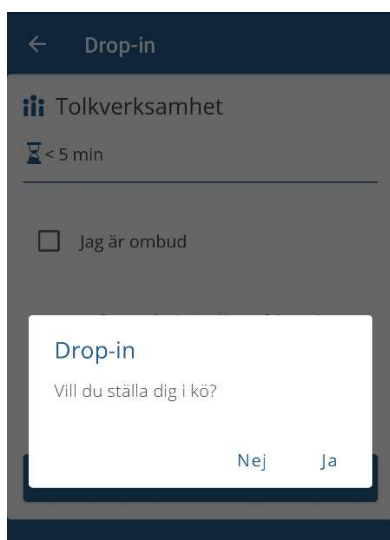 Drop-in
Tolkverksamhet
< 5 min
Jag är ombud
Drop-in
Vill du ställa dig i kö?
Nej Ja